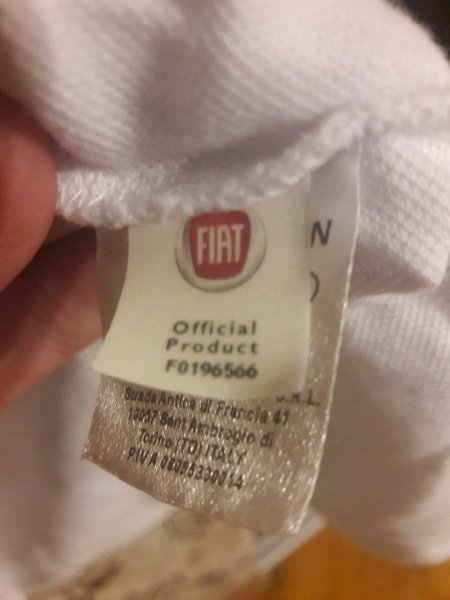 FIAT
N
Official
Product
F0196566
S.R.L.
Strada Antica di Francia 41
10057 Sant'Ambrogio di
Torino (TO) ITALY